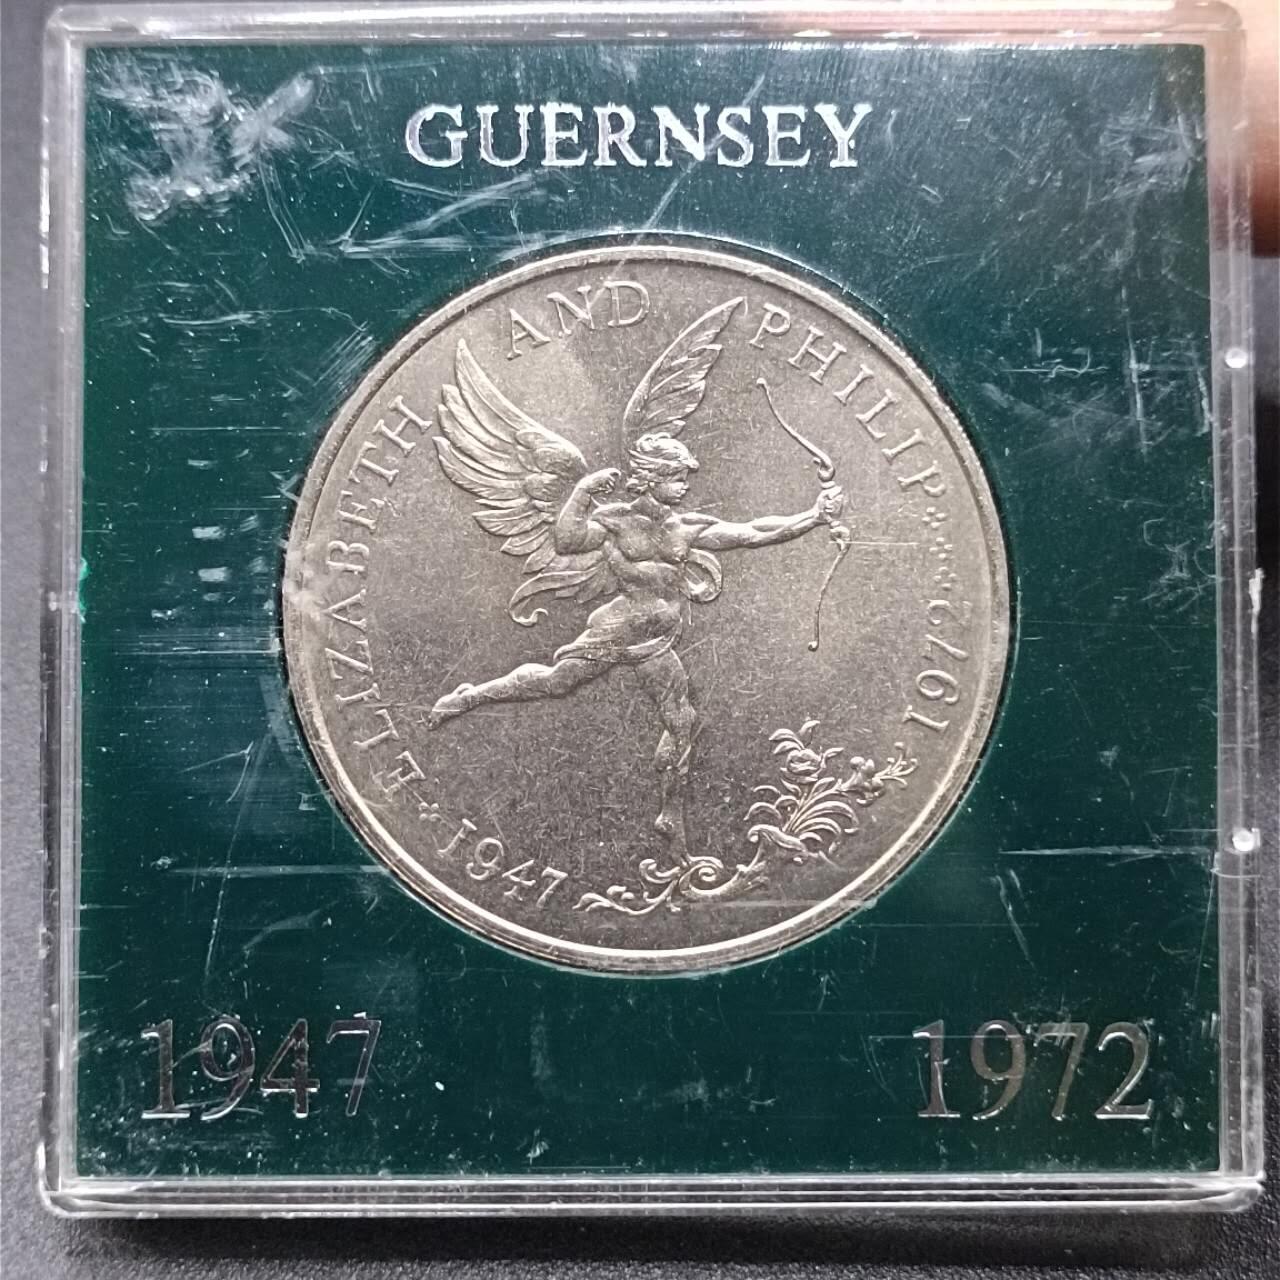 GUERNSEY
1947 ELIZABETH AND PHILIP 1972
1947 1972